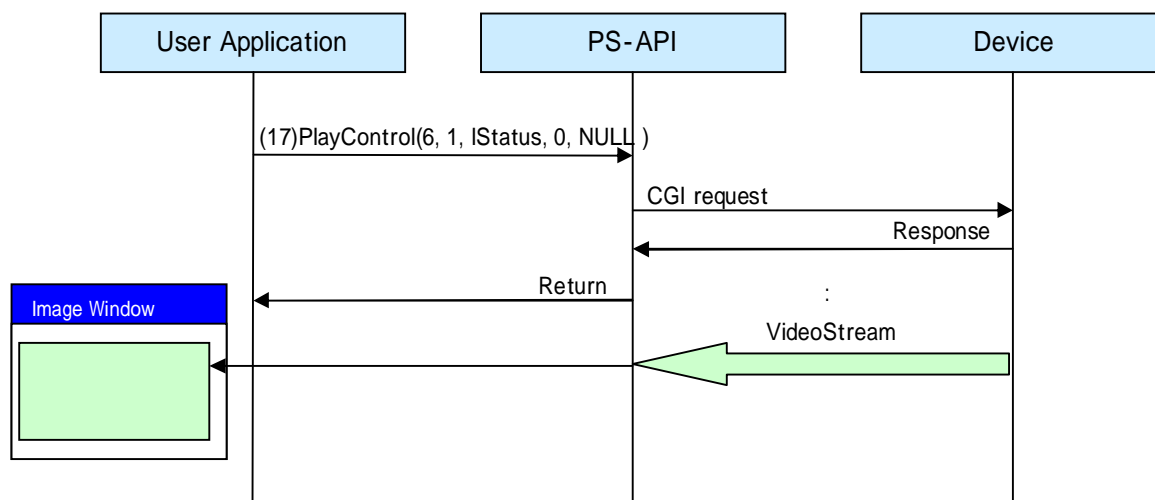 User Application
PS-API
Device
(17)PlayControl(6, 1, lStatus, 0, NULL )
CGI request
Response
Return
:
Image Window
VideoStream